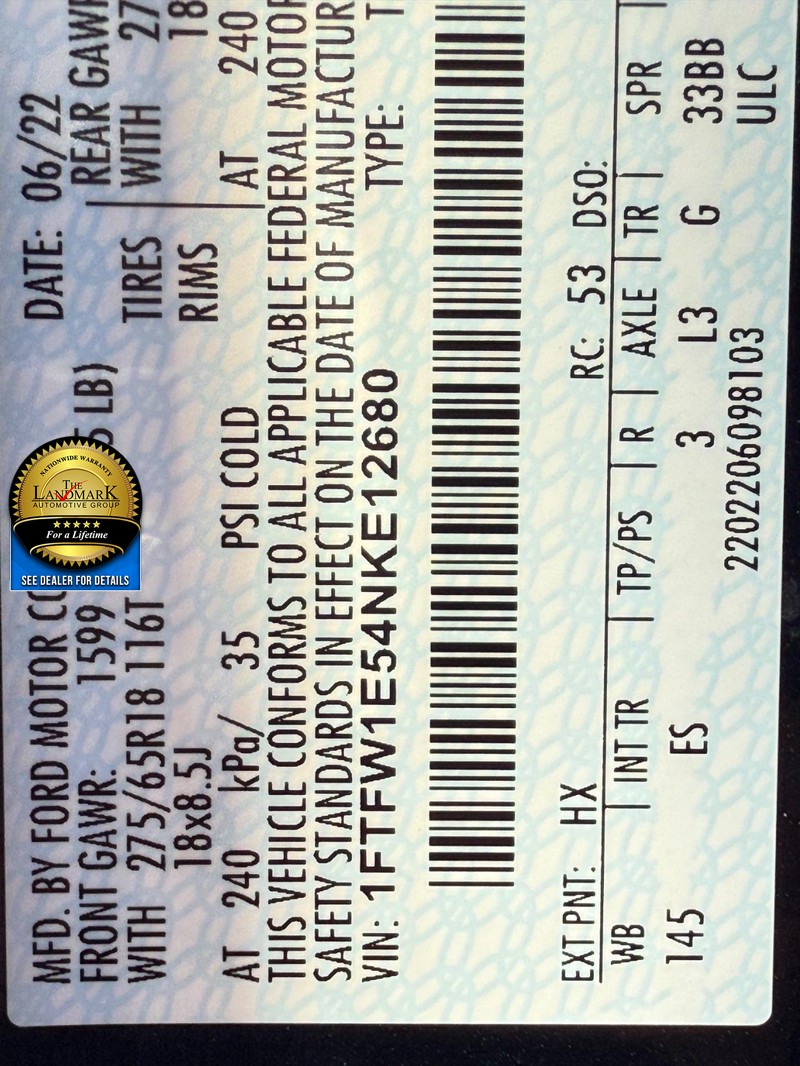 MFD. BY FORD MOTOR CO
DATE: 06/22
FRONT GAWR: 1599
5 LB)
REAR GAWR
WITH 275/65R18 116T
TIRES
WITH 27
18x8.5J
RIMS
18
AT 240 kPa/ 35 PSI COLD
AT 240
THIS VEHICLE CONFORMS TO ALL APPLICABLE FEDERAL MOTOR
SAFETY STANDARDS IN EFFECT ON THE DATE OF MANUFACTUR
VIN: 1FTFW1E54NKE12680
TYPE: T
EXT PNT: HX
RC: 53 DSO:
WB | INT TR | TP/PS | R | AXLE | TR | SPR
145 ES 3 L3 G 33BB
2202206098103
ULC
NATIONWIDE WARRANTY
THE
LANDMARK
AUTOMOTIVE GROUP
For a Lifetime
SEE DEALER FOR DETAILS